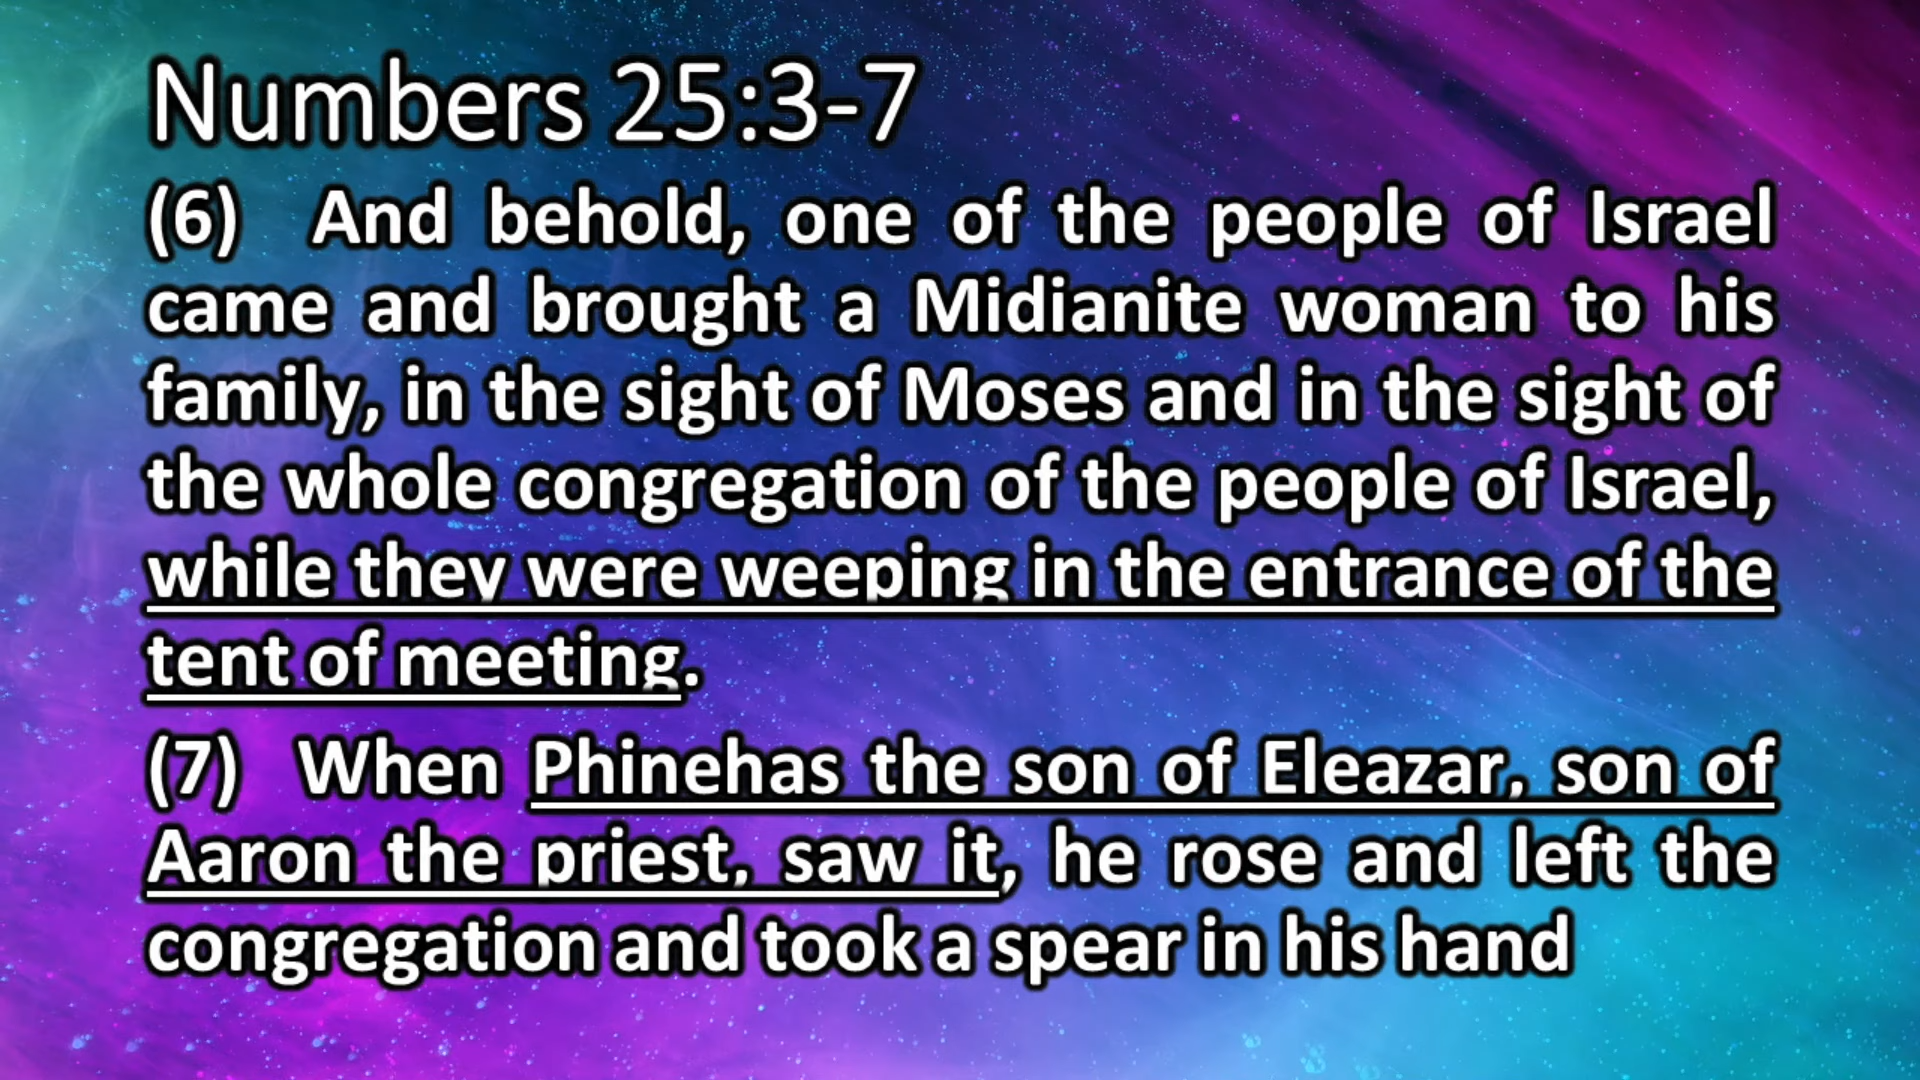 Numbers 25:3-7
(6) And behold, one of the people of Israel
came and brought a Midianite woman to his
family, in the sight of Moses and in the sight of
the whole congregation of the people of Israel,
while they were weeping in the entrance of the
tent of meeting.
(7) When Phinehas the son of Eleazar, son of
Aaron the priest, saw it, he rose and left the
congregation and took a spear in his hand